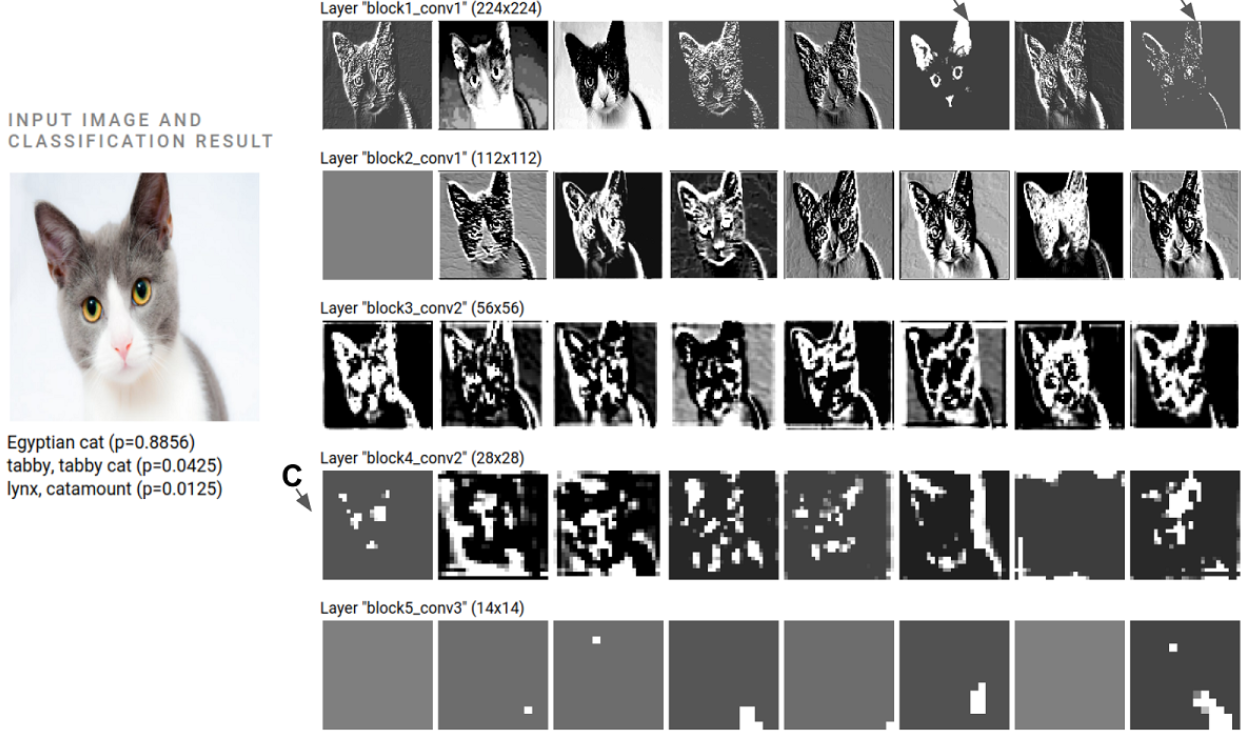 Layer "block1_conv1" (224x224)
INPUT IMAGE AND
CLASSIFICATION RESULT
Layer "block2_conv1" (112x112)
Layer "block3_conv2" (56x56)
Egyptian cat (p=0.8856)
tabby, tabby cat (p=0.0425)
lynx, catamount (p=0.0125)
C
Layer "block4_conv2" (28x28)
Layer "block5_conv3" (14x14)